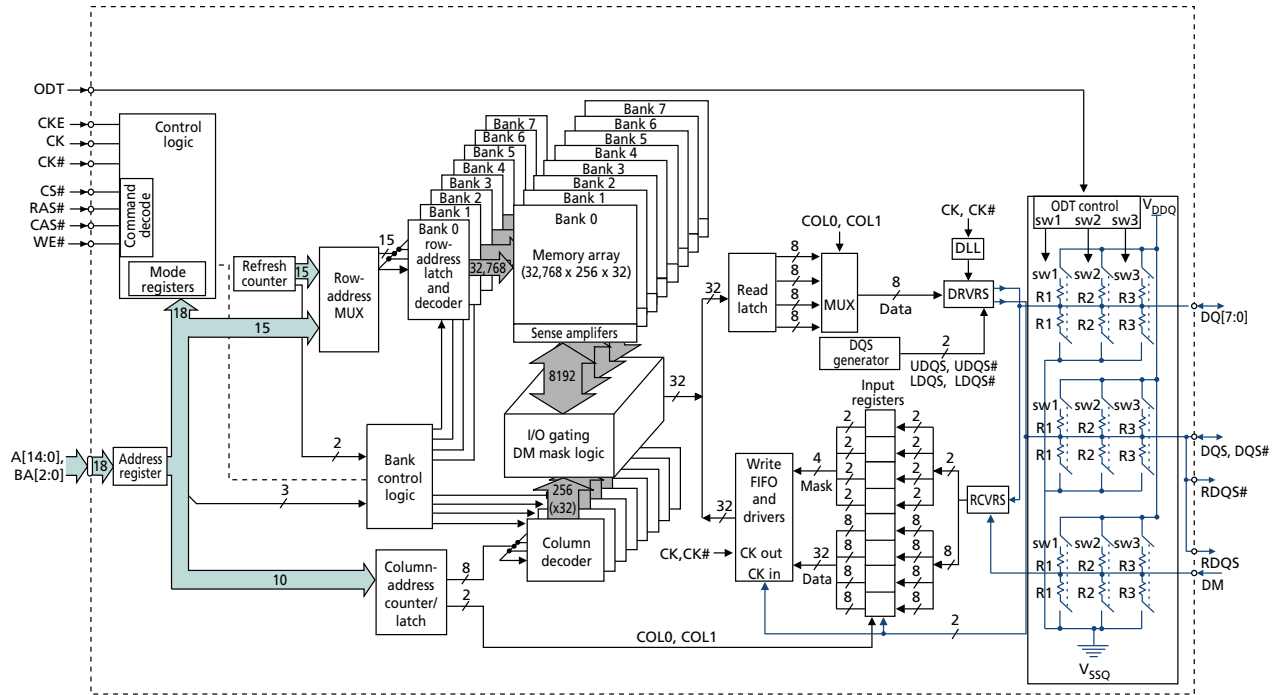 ODT
CKE
CK
CK#
CS#
RAS#
CAS#
WE#
Control
logic
Command
decode
Mode
registers
Refresh
counter
15
18
15
Row-
address
MUX
15
Bank 7
Bank 6
Bank 5
Bank 4
Bank 3
Bank 2
Bank 1
Bank 0
row-
address
latch
and
decoder
32,768
Bank 7
Bank 6
Bank 5
Bank 4
Bank 3
Bank 2
Bank 1
Bank 0
Memory array
(32,768 x 256 x 32)
Sense amplifers
8192
I/O gating
DM mask logic
256
(x32)
Column
decoder
A[14:0],
BA[2:0]
18
Address
register
2
3
Bank
control
logic
10
Column-
address
counter/
latch
8
2
COL0, COL1
32
32
32
Read
latch
8
8
8
8
COL0, COL1
MUX
8
Data
CK, CK#
DLL
DRVRS
DQS
generator
2
UDQS, UDQS#
LDQS, LDQS#
Input
registers
2
2
2
2
8
8
8
8
2
2
2
2
8
8
8
8
2
8
RCVRS
4
Mask
32
Data
Write
FIFO
and
drivers
CK out
CK in
CK,CK#
2
ODT control
sw1 sw2 sw3
VDDQ
sw1 sw2 sw3
R1 R2 R3
R1 R2 R3
sw1 sw2 sw3
R1 R2 R3
R1 R2 R3
sw1 sw2 sw3
R1 R2 R3
R1 R2 R3
VSSQ
DQ[7:0]
DQS, DQS#
RDQS#
RDQS
DM